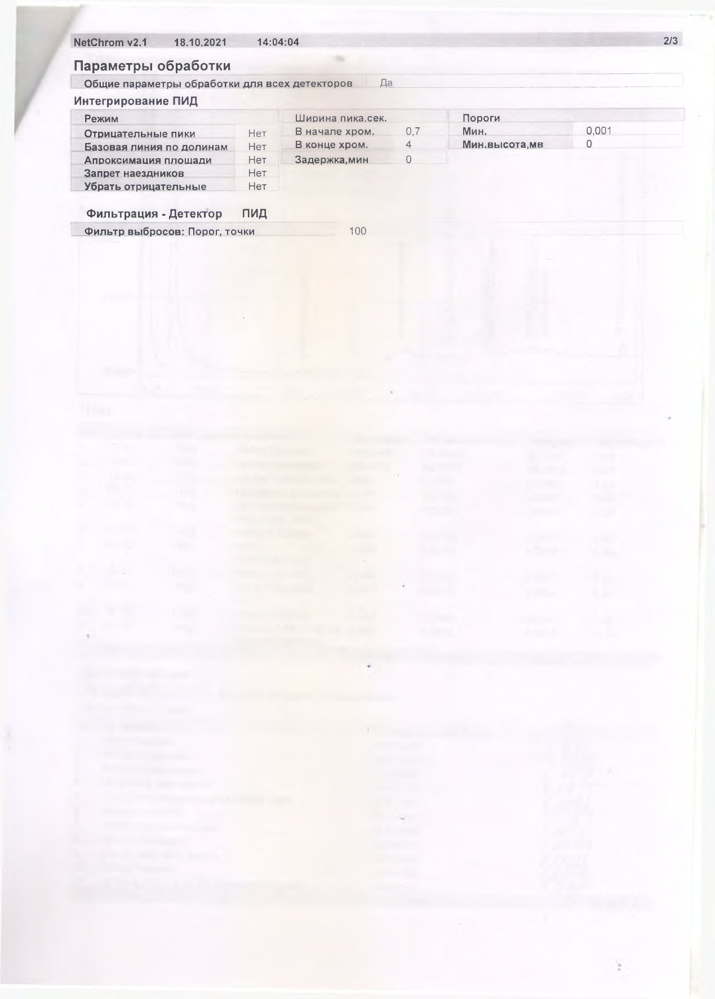 NetChrom v2.1 18.10.2021 14:04:04 2/3
Параметры обработки
Общие параметры обработки для всех детекторов Да
Интегрирование ПИД
Режим Ширина пика,сек. Пороги
Отрицательные пики Нет В начале хром. 0,7 Мин. 0,001
Базовая линия по долинам Нет В конце хром. 4 Мин.высота,мв 0
Апроксимация площади Нет Задержка,мин 0
Запрет наездников Нет
Убрать отрицательные Нет
Фильтрация - Детектор ПИД
Фильтр выбросов: Порог, точки 100